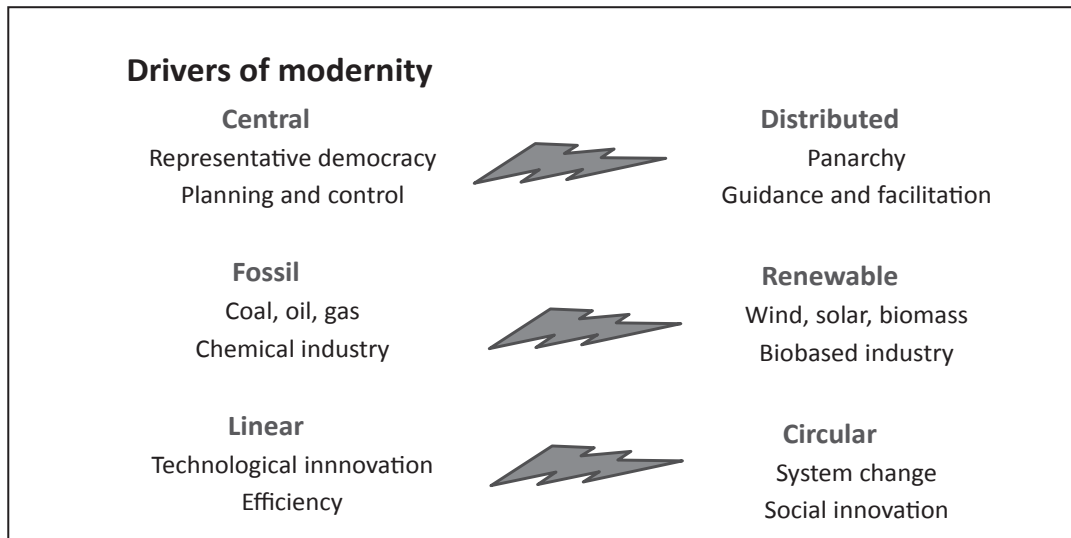 Drivers of modernity
Central
Representative democracy
Planning and control
Distributed
Panarchy
Guidance and facilitation
Fossil
Coal, oil, gas
Chemical industry
Renewable
Wind, solar, biomass
Biobased industry
Linear
Technological innnovation
Efficiency
Circular
System change
Social innovation